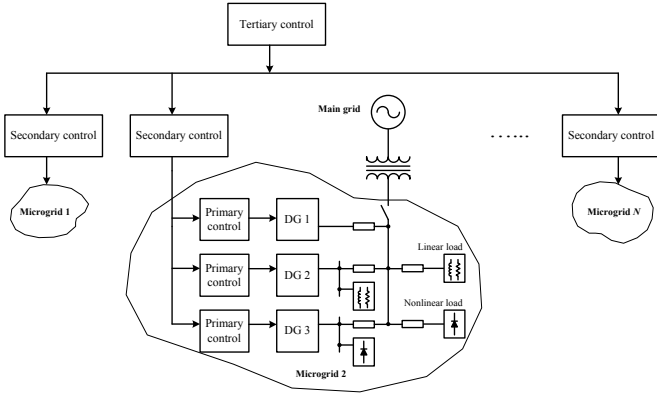 Tertiary control
Main grid
Secondary control
Secondary control
......
Secondary control
Microgrid 1
Microgrid N
Primary
control
DG 1
Linear load
Primary
control
DG 2
Nonlinear load
Primary
control
DG 3
Microgrid 2